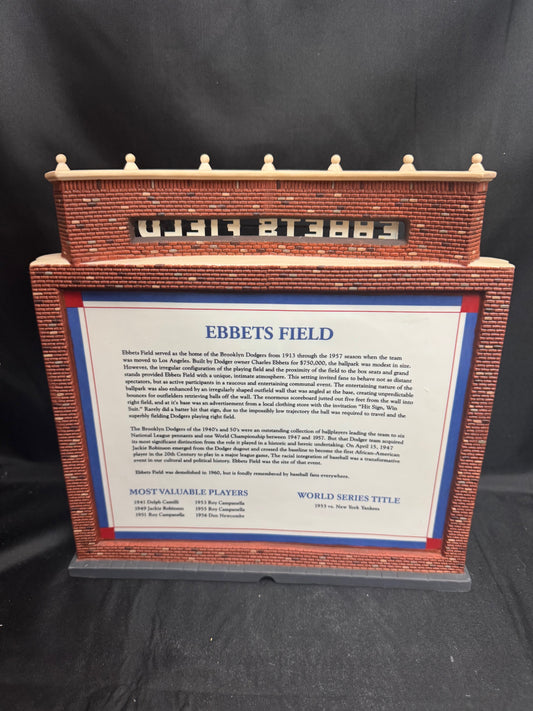 EBBETS FIELD
EBBETS FIELD
Ebbets Field served as the home of the Brooklyn Dodgers from 1913 through the 1957 season when the team
was moved to Los Angeles. Built by Dodger owner Charles Ebbets for $750,000, the ballpark was modest in size.
However, the irregular configuration of the playing field and the proximity of the field to the box seats and grand
stands provided Ebbets Field with a unique, intimate atmosphere. This setting invited fans to behave not as distant
spectators, but as active participants in a raucous and entertaining communal event. The entertaining nature of the
ballpark was also enhanced by an irregularly shaped outfield wall that was angled at the base, creating unpredictable
bounces for outfielders retrieving balls off the wall. The enormous scoreboard jutted out five feet from the wall into
right field, and at it's base was an advertisement from a local clothing store with the invitation "Hit Sign, Win
Suit." Rarely did a batter hit that sign, due to the impossibly low trajectory the ball was required to travel and the
superbly fielding Dodgers playing right field.
The Brooklyn Dodgers of the 1940's and 50's were an outstanding collection of ballplayers leading the team to six
National League pennants and one World Championship between 1947 and 1957. But that Dodger team acquired
its most significant distinction from the role it played in a historic and heroic undertaking. On April 15, 1947
Jackie Robinson emerged from the Dodger dugout and crossed the baseline to become the first African-American
player in the 20th Century to play in a major league game. The racial integration of baseball was a transformative
event in our cultural and political history. Ebbets Field was the site of that event.
Ebbets Field was demolished in 1960, but is fondly remembered by baseball fans everywhere.
MOST VALUABLE PLAYERS
1941 Dolph Camilli 1953 Roy Campanella
1949 Jackie Robinson 1955 Roy Campanella
1951 Roy Campanella 1956 Don Newcombe
WORLD SERIES TITLE
1955 vs. New York Yankees